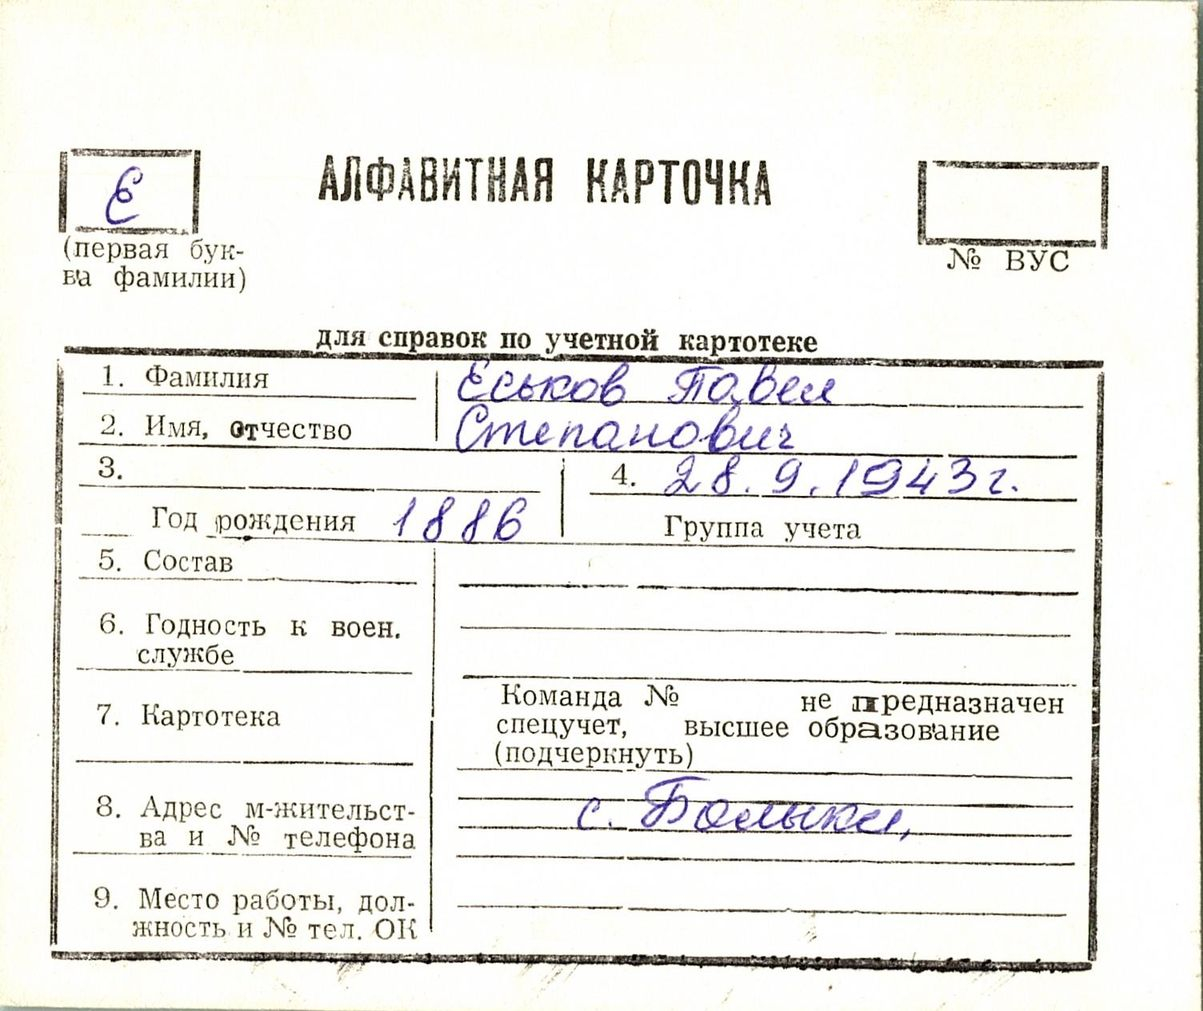 Е
АЛФАВИТНАЯ КАРТОЧКА
(первая бук-
ва фамилии)
№ ВУС
для справок по учетной картотеке
1. Фамилия Еськов Павел
2. Имя, отчество Степанович
3. 4. 28.9.1943 г.
Год рождения 1886 Группа учета
5. Состав
6. Годность к воен.
службе
7. Картотека
Команда № не предназначен
спецучет, высшее образование
(подчеркнуть)
8. Адрес м-жительст-
ва и № телефона
с. Болыки,
9. Место работы, дол-
жность и № тел. ОК